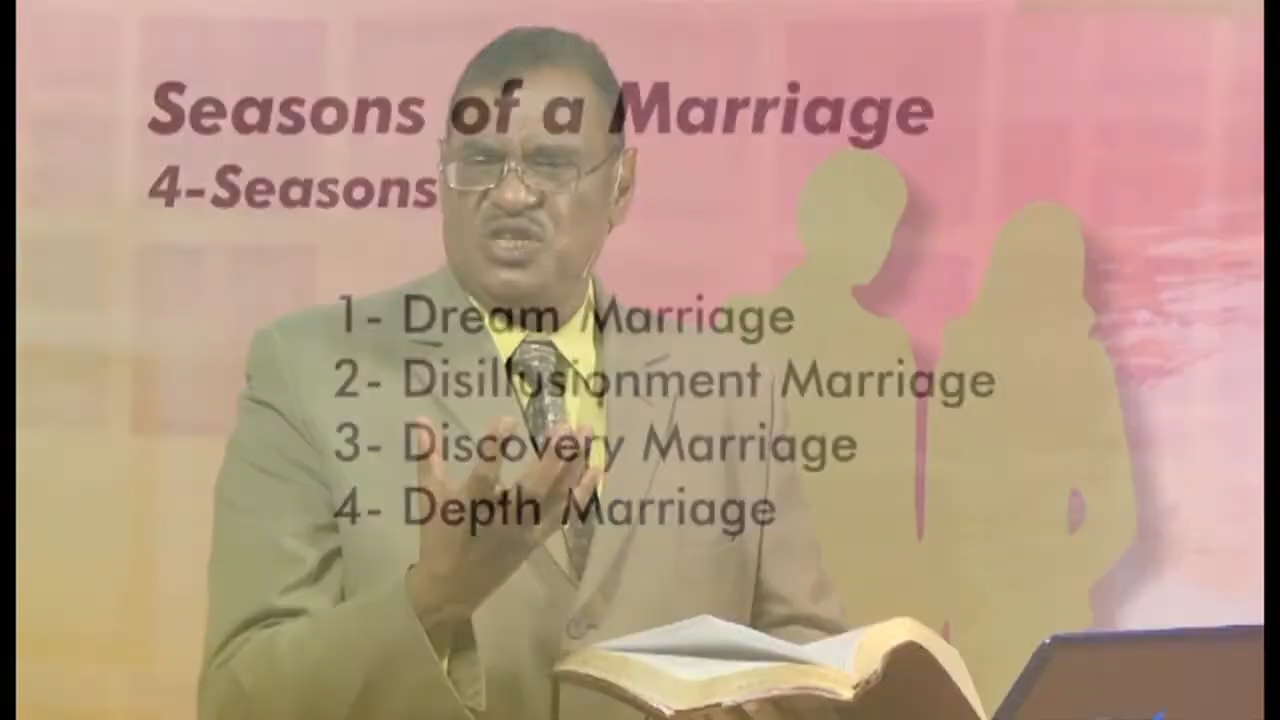 Seasons of a Marriage
4-Seasons
1- Dream Marriage
2- Disillusionment Marriage
3- Discovery Marriage
4- Depth Marriage